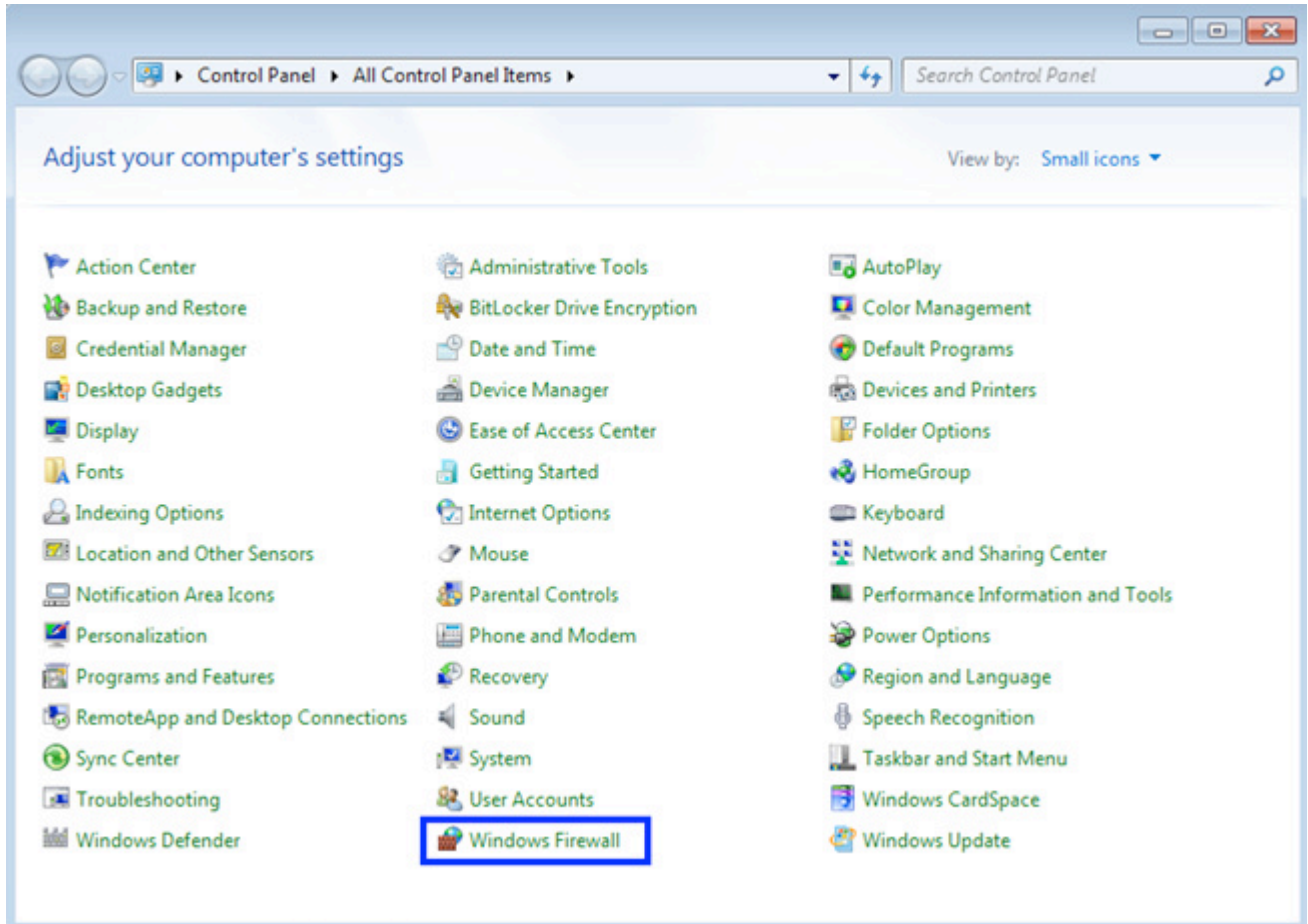 Control Panel ▸ All Control Panel Items ▸ Search Control Panel
Adjust your computer's settings
View by: Small icons
Action Center Administrative Tools AutoPlay
Backup and Restore BitLocker Drive Encryption Color Management
Credential Manager Date and Time Default Programs
Desktop Gadgets Device Manager Devices and Printers
Display Ease of Access Center Folder Options
Fonts Getting Started HomeGroup
Indexing Options Internet Options Keyboard
Location and Other Sensors Mouse Network and Sharing Center
Notification Area Icons Parental Controls Performance Information and Tools
Personalization Phone and Modem Power Options
Programs and Features Recovery Region and Language
RemoteApp and Desktop Connections Sound Speech Recognition
Sync Center System Taskbar and Start Menu
Troubleshooting User Accounts Windows CardSpace
Windows Defender Windows Firewall Windows Update